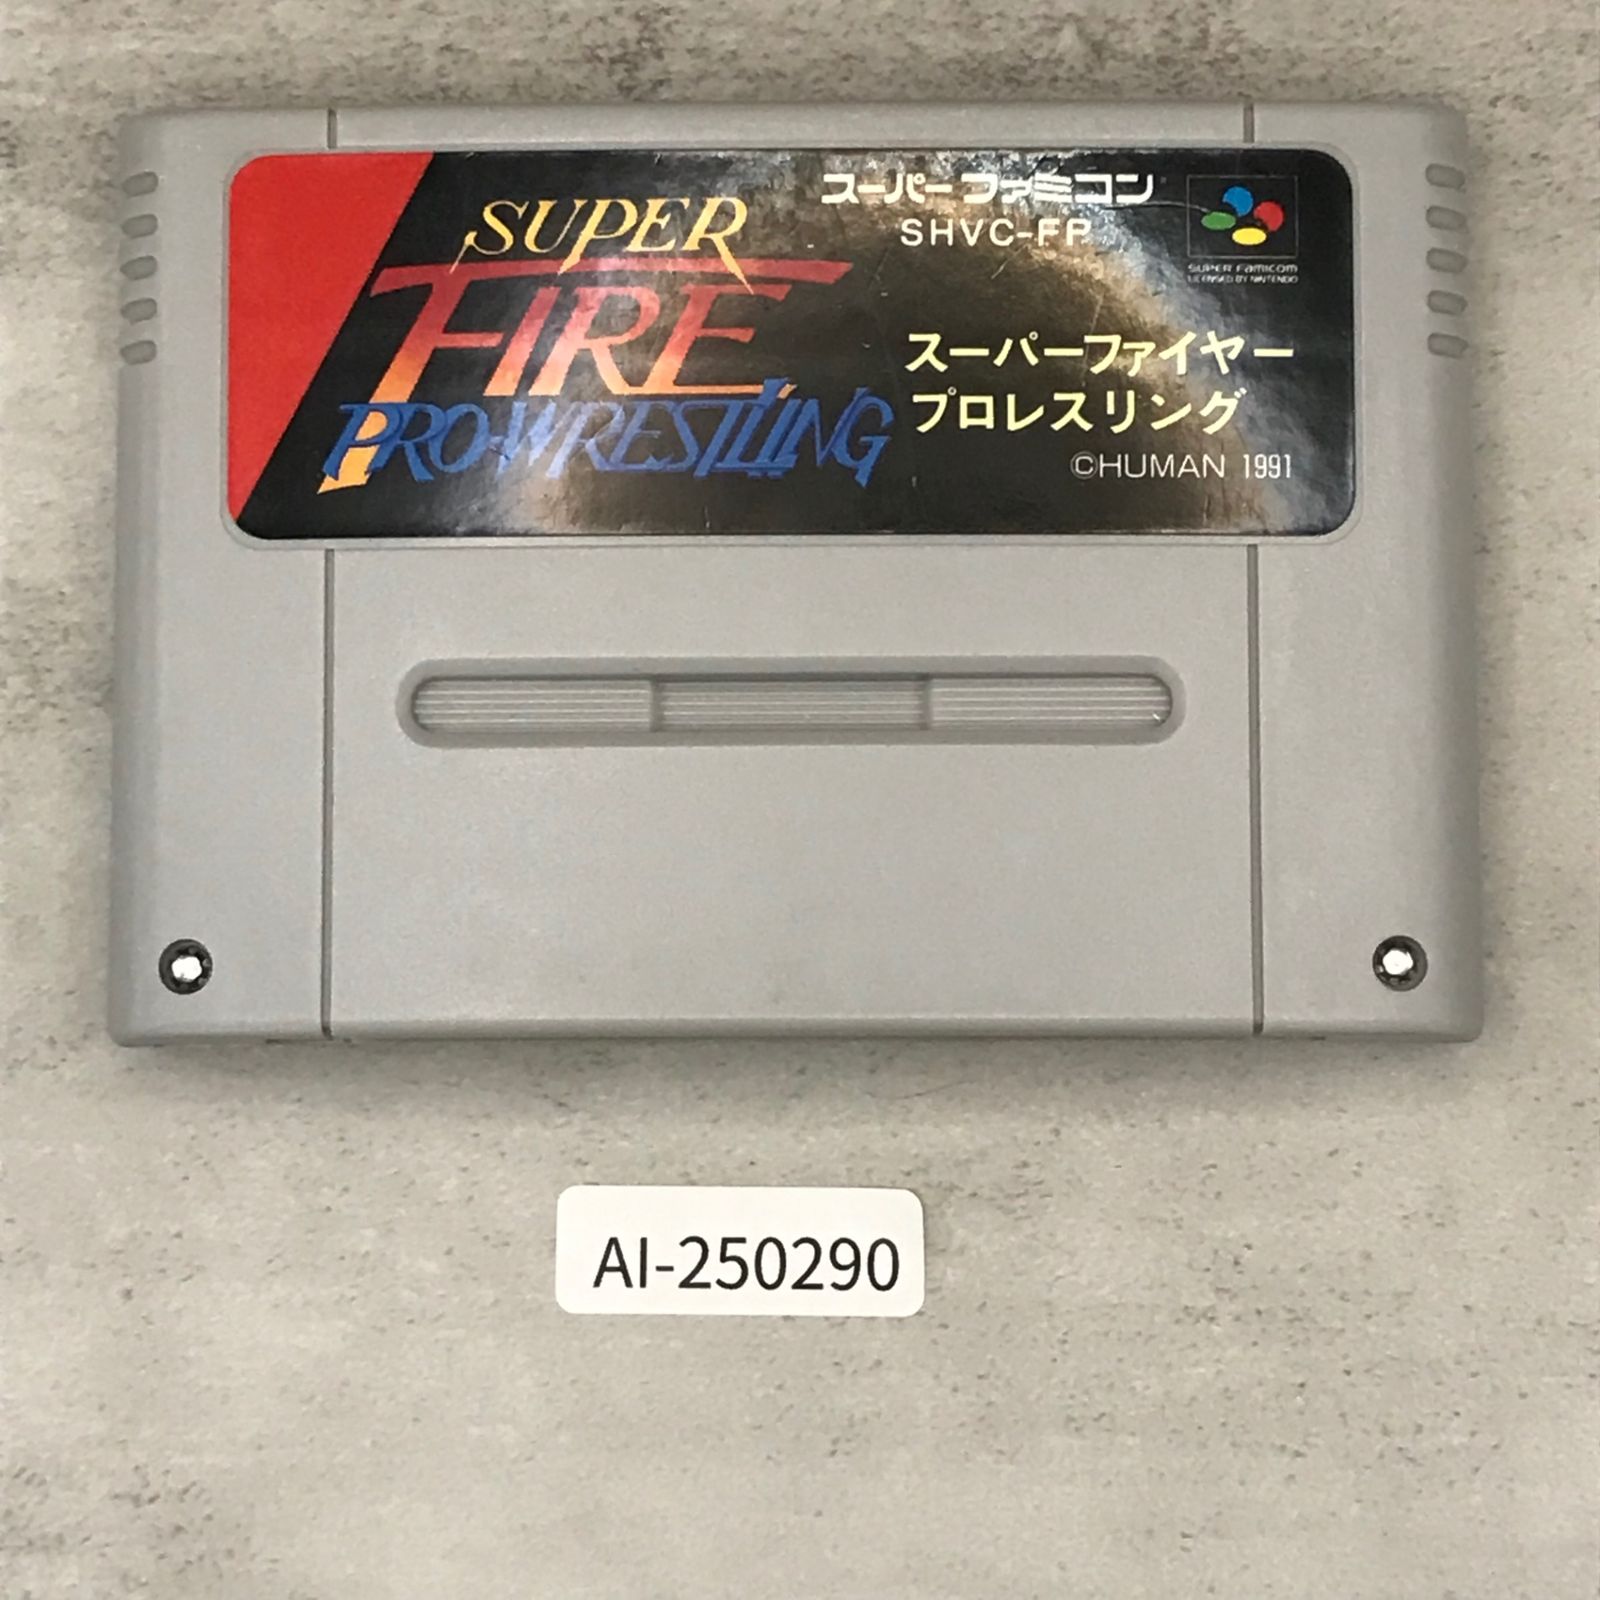 SUPER
FIRE
PRO-WRESTLING
スーパーファミコン
SHVC-FP
SUPER FAMICOM
LICENSED BY NINTENDO
スーパーファイヤー
プロレスリング
©HUMAN 1991
AI-250290